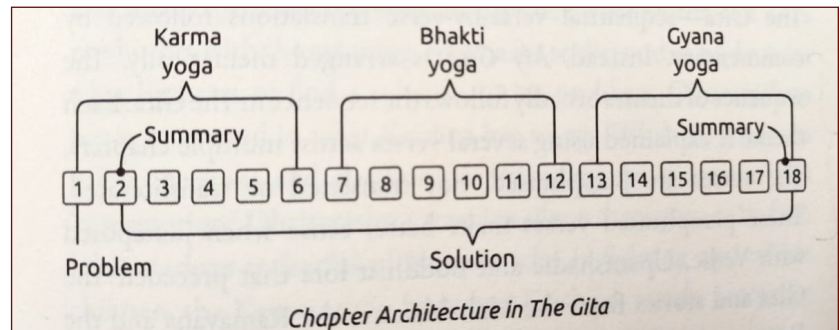 Karma
yoga
Bhakti
yoga
Gyana
yoga
Summary
Summary
1 2 3 4 5 6 7 8 9 10 11 12 13 14 15 16 17 18
Problem
Solution
Chapter Architecture in The Gita